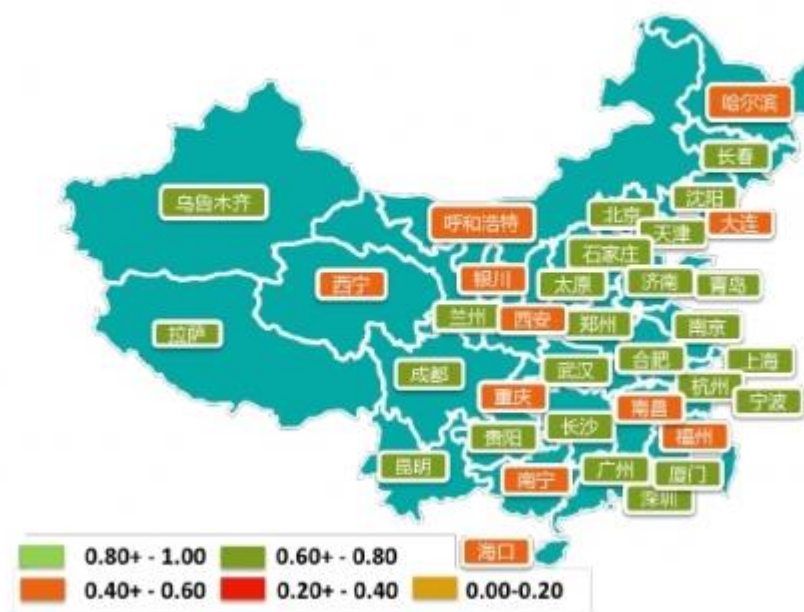 哈尔滨
长春
沈阳
乌鲁木齐
北京
呼和浩特
大连
天津
石家庄
西宁
银川
太原
济南
青岛
兰州
西安
郑州
南京
拉萨
成都
武汉
合肥
上海
杭州
重庆
南昌
宁波
长沙
贵阳
福州
昆明
南宁
广州
厦门
深圳
海口
0.80+ - 1.00
0.60+ - 0.80
0.40+ - 0.60
0.20+ - 0.40
0.00-0.20